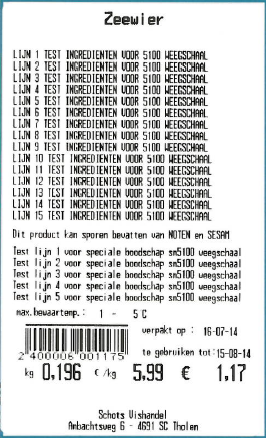 Zeewier
LIJN 1 TEST INGREDIENTEN VOOR 5100 WEEGSCHAAL
LIJN 2 TEST INGREDIENTEN VOOR 5100 WEEGSCHAAL
LIJN 3 TEST INGREDIENTEN VOOR 5100 WEEGSCHAAL
LIJN 4 TEST INGREDIENTEN VOOR 5100 WEEGSCHAAL
LIJN 5 TEST INGREDIENTEN VOOR 5100 WEEGSCHAAL
LIJN 6 TEST INGREDIENTEN VOOR 5100 WEEGSCHAAL
LIJN 7 TEST INGREDIENTEN VOOR 5100 WEEGSCHAAL
LIJN 8 TEST INGREDIENTEN VOOR 5100 WEEGSCHAAL
LIJN 9 TEST INGREDIENTEN VOOR 5100 WEEGSCHAAL
LIJN 10 TEST INGREDIENTEN VOOR 5100 WEEGSCHAAL
LIJN 11 TEST INGREDIENTEN VOOR 5100 WEEGSCHAAL
LIJN 12 TEST INGREDIENTEN VOOR 5100 WEEGSCHAAL
LIJN 13 TEST INGREDIENTEN VOOR 5100 WEEGSCHAAL
LIJN 14 TEST INGREDIENTEN VOOR 5100 WEEGSCHAAL
LIJN 15 TEST INGREDIENTEN VOOR 5100 WEEGSCHAAL
Dit product kan sporen bevatten van NOTEN en SESAM
Test lijn 1 voor speciale boodschap sn5100 weegschaal
Test lijn 2 voor speciale boodschap sn5100 weegschaal
Test lijn 3 voor speciale boodschap sn5100 weegschaal
Test lijn 4 voor speciale boodschap sn5100 weegschaal
Test lijn 5 voor speciale boodschap sn5100 weegschaal
max.bewaartemp.: 1 - 5 C
verpakt op : 16-07-14
2 400006 001175 te gebruiken tot:15-08-14
kg 0,196 €/kg 5,99 € 1,17
Schots Vishandel
Ambachtsweg 6 - 4691 SC Tholen